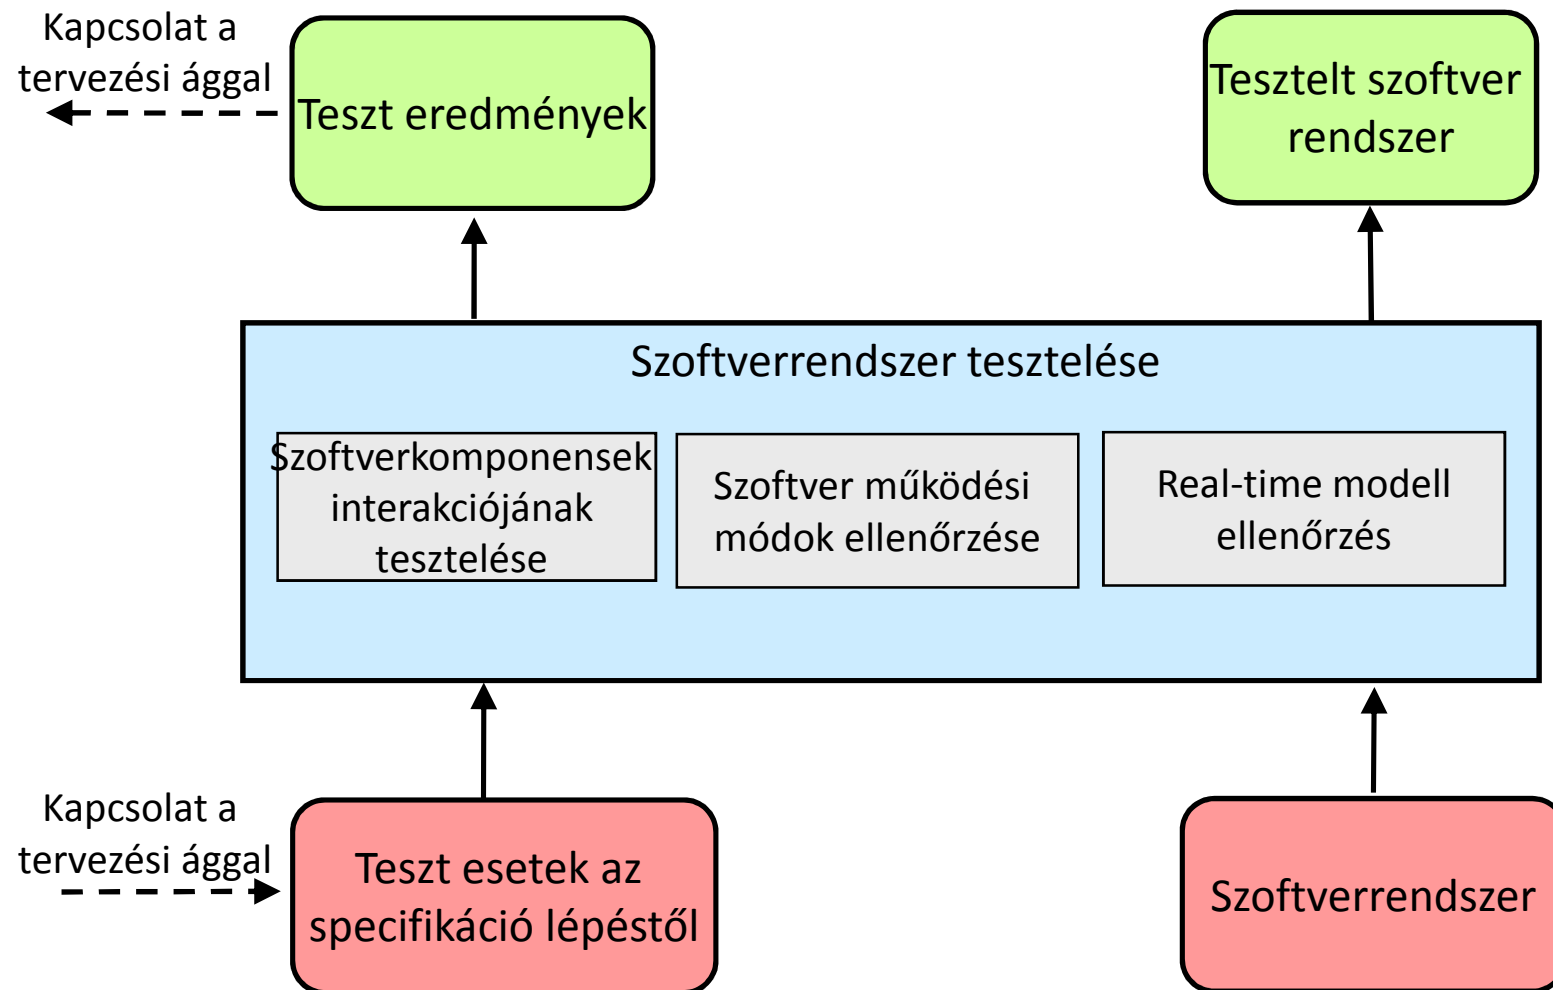 Kapcsolat a
tervezési ággal
Teszt eredmények
Tesztelt szoftver
rendszer
Szoftverrendszer tesztelése
Szoftverkomponensek
interakciójának
tesztelése
Szoftver működési
módok ellenőrzése
Real-time modell
ellenőrzés
Kapcsolat a
tervezési ággal
Teszt esetek az
specifikáció lépéstől
Szoftverrendszer